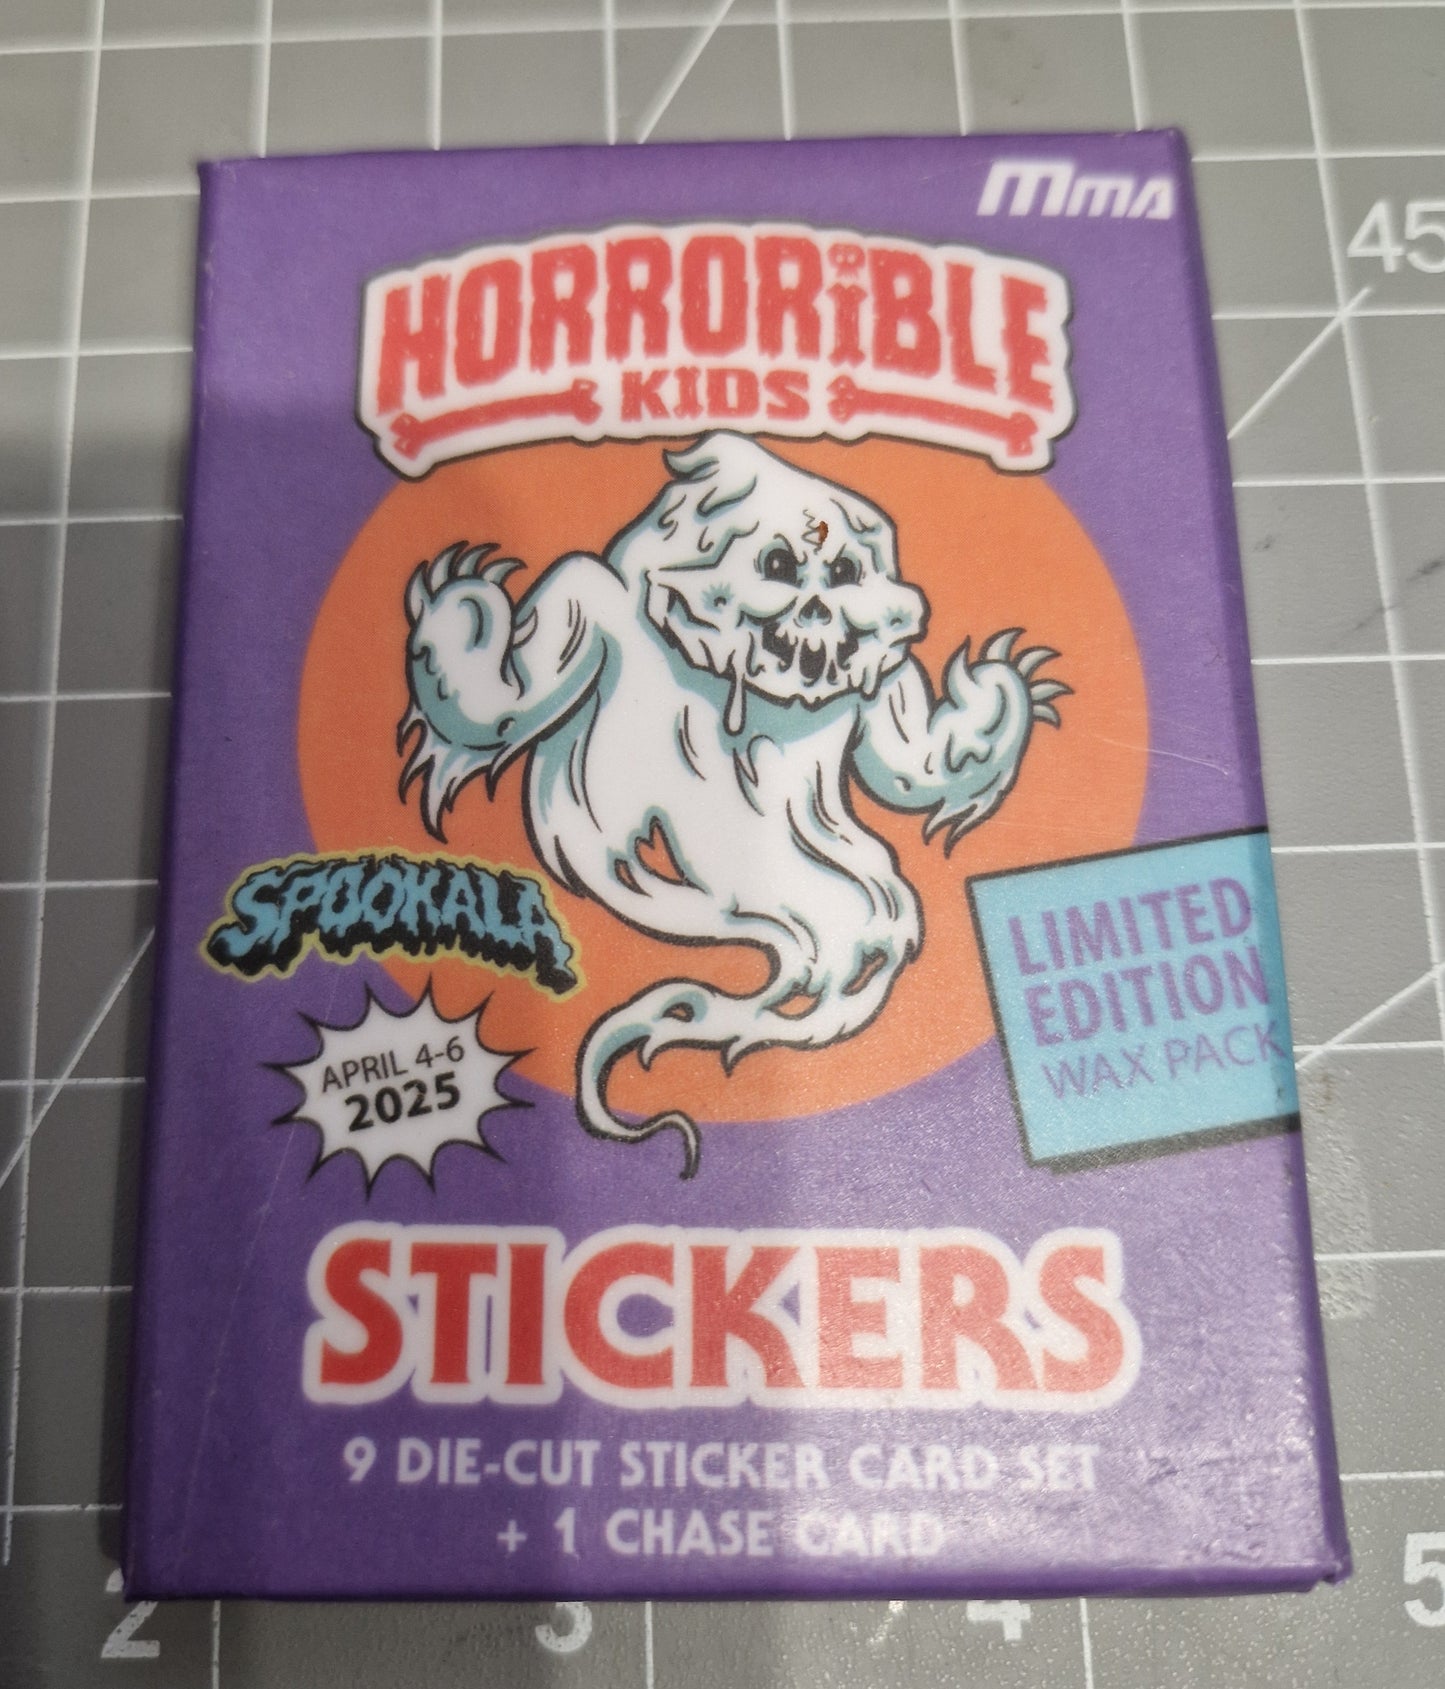 MMA
HORRORIBLE
KIDS
SPOOKALA
APRIL 4-6
2025
LIMITED
EDITION
WAX PACK
STICKERS
9 DIE-CUT STICKER CARD SET
+ 1 CHASE CARD
45
2
3
4
5